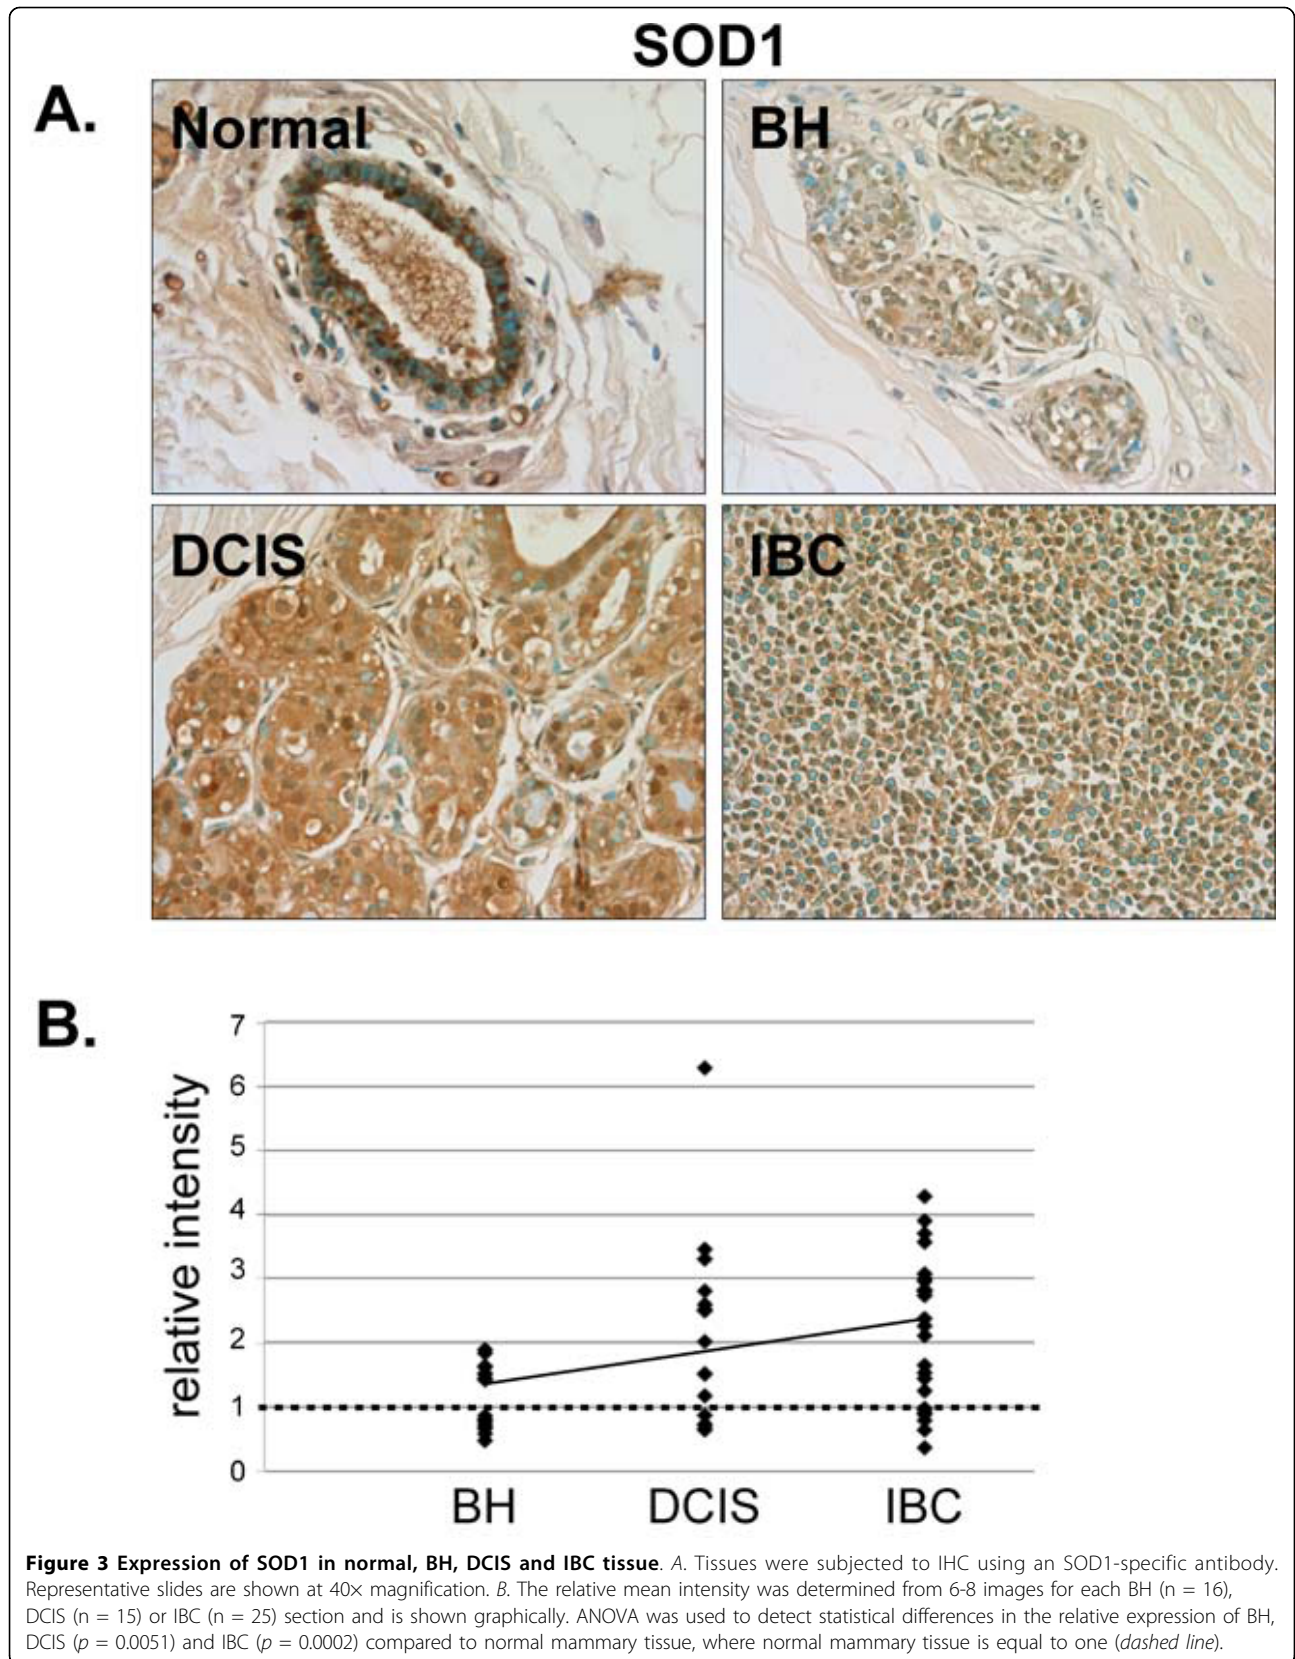 SOD1
A.
Normal
BH
DCIS
IBC
B.
relative intensity
7
6
5
4
3
2
1
0
BH DCIS IBC
Figure 3 Expression of SOD1 in normal, BH, DCIS and IBC tissue. A. Tissues were subjected to IHC using an SOD1-specific antibody.
Representative slides are shown at 40× magnification. B. The relative mean intensity was determined from 6-8 images for each BH (n = 16),
DCIS (n = 15) or IBC (n = 25) section and is shown graphically. ANOVA was used to detect statistical differences in the relative expression of BH,
DCIS (p = 0.0051) and IBC (p = 0.0002) compared to normal mammary tissue, where normal mammary tissue is equal to one (dashed line).